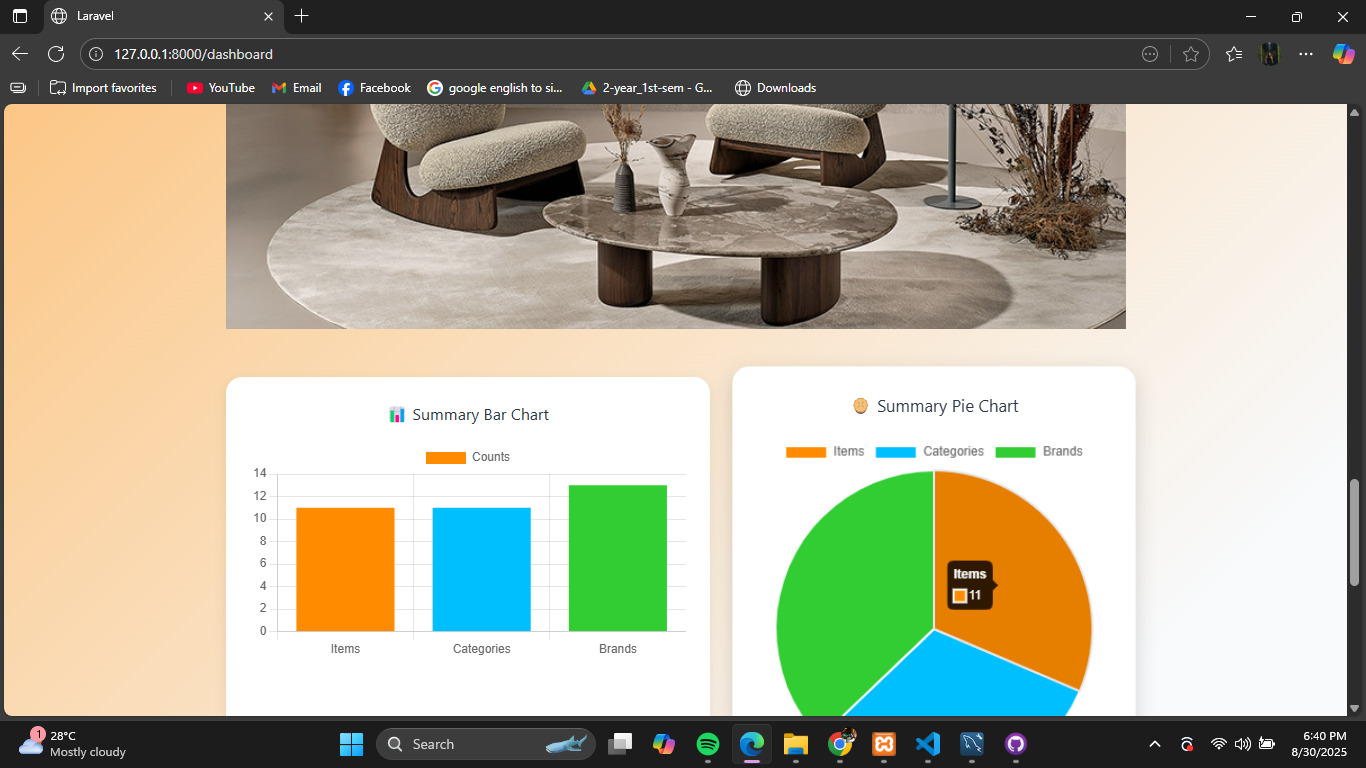 Laravel
127.0.0.1:8000/dashboard
Import favorites
YouTube
Email
Facebook
google english to si...
2-year_1st-sem - G...
Downloads
Summary Bar Chart
Counts
14
12
10
8
6
4
2
0
Items Categories Brands
Summary Pie Chart
Items Categories Brands
Items
11
1
28°C
Mostly cloudy
Search
6:40 PM
8/30/2025